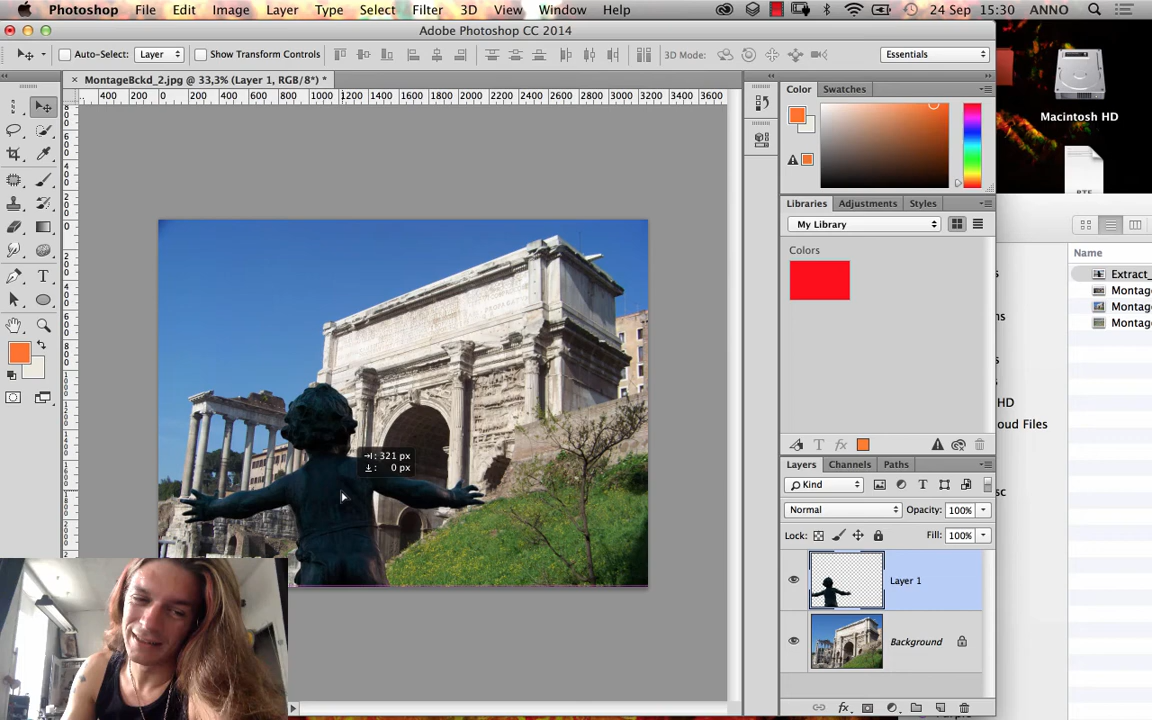 Photoshop File Edit Image Layer Type Select Filter 3D View Window Help 24 Sep 15:30 ANNO
Adobe Photoshop CC 2014
Auto-Select: Layer Show Transform Controls 3D Mode: Essentials
MontageBckd_2.jpg @ 33,3% (Layer 1, RGB/8*) *
400 200 0 200 400 600 800 1000 1200 1400 1600 1800 2000 2200 2400 2600 2800 3000 3200 3400 3600
Color Swatches
Macintosh HD
RTF
Libraries Adjustments Styles
My Library
Colors
Name
Extract_
Montage
Montage
Montage
HD
oud Files
321 px
0 px
Layers Channels Paths
Kind
Normal Opacity: 100%
Lock: Fill: 100%
Layer 1
Background